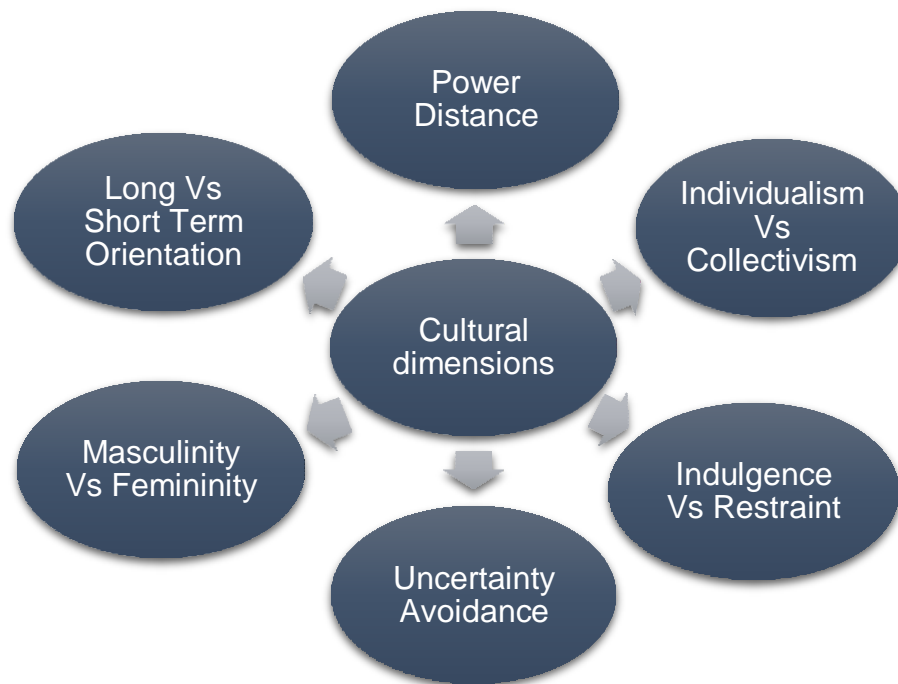 Power
Distance
Individualism
Vs
Collectivism
Indulgence
Vs Restraint
Uncertainty
Avoidance
Masculinity
Vs Femininity
Long Vs
Short Term
Orientation
Cultural
dimensions